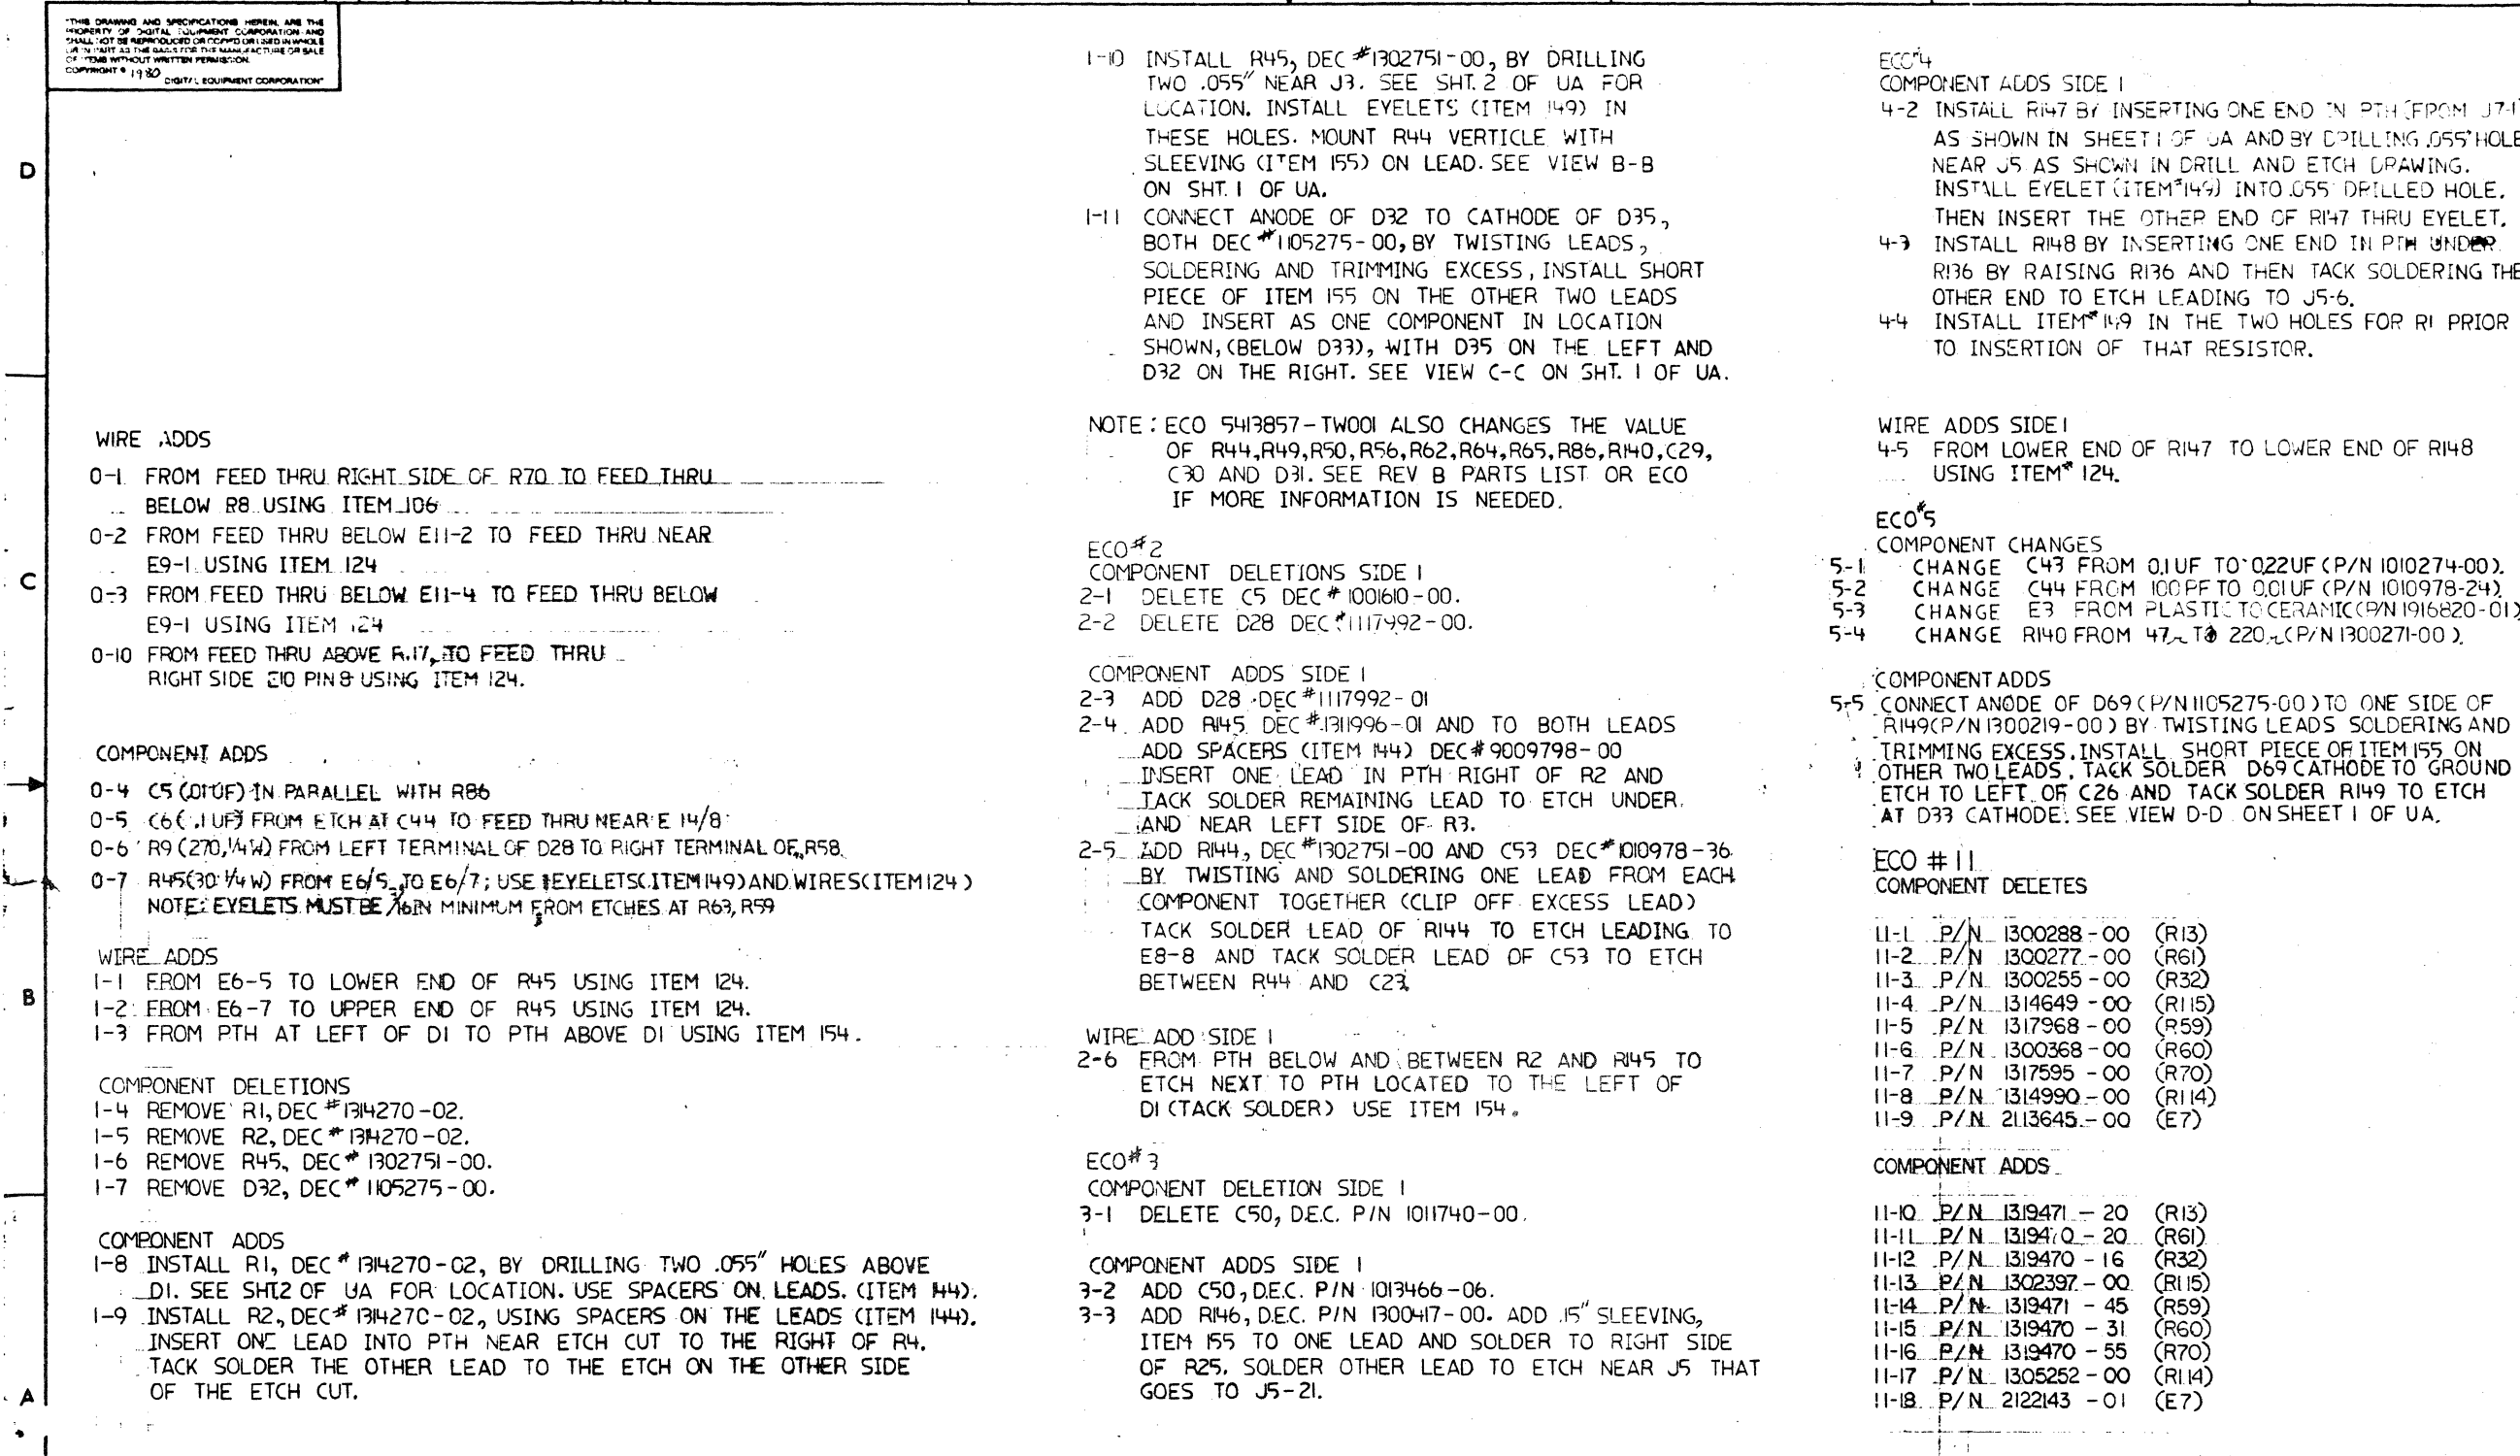 "THIS DRAWING AND SPECIFICATIONS HEREIN, ARE THE
PROPERTY OF DIGITAL EQUIPMENT CORPORATION AND
SHALL NOT BE REPRODUCED OR COPIED OR USED IN WHOLE
OR IN PART AS THE BASIS FOR THE MANUFACTURE OR SALE
OF ITEMS WITHOUT WRITTEN PERMISSION.
COPYRIGHT © 1980
DIGITAL EQUIPMENT CORPORATION"
D
C
B
A
WIRE ADDS
0-1 FROM FEED THRU RIGHT SIDE OF R70 TO FEED THRU
BELOW R8 USING ITEM 106
0-2 FROM FEED THRU BELOW E11-2 TO FEED THRU NEAR
E9-1 USING ITEM 124
0-3 FROM FEED THRU BELOW E11-4 TO FEED THRU BELOW
E9-1 USING ITEM 124
0-10 FROM FEED THRU ABOVE R17, TO FEED THRU
RIGHT SIDE E10 PIN 8 USING ITEM 124.
COMPONENT ADDS
0-4 C5 (.01UF) IN PARALLEL WITH R86
0-5 C6 (.1UF) FROM ETCH AT C44 TO FEED THRU NEAR E 14/8
0-6 R9 (270,1/4W) FROM LEFT TERMINAL OF D28 TO RIGHT TERMINAL OF R58
0-7 R45(30 1/4W) FROM E6/5 TO E6/7; USE EYELETS(ITEM 149) AND WIRES(ITEM 124)
NOTE: EYELETS MUST BE IN MINIMUM FROM ETCHES AT R63, R59
WIRE ADDS
1-1 FROM E6-5 TO LOWER END OF R45 USING ITEM 124.
1-2 FROM E6-7 TO UPPER END OF R45 USING ITEM 124.
1-3 FROM PTH AT LEFT OF D1 TO PTH ABOVE D1 USING ITEM 154.
COMPONENT DELETIONS
1-4 REMOVE R1, DEC #1314270-02.
1-5 REMOVE R2, DEC #1314270-02.
1-6 REMOVE R45, DEC # 1302751-00.
1-7 REMOVE D32, DEC # 1105275-00.
COMPONENT ADDS
1-8 INSTALL R1, DEC #1314270-02, BY DRILLING TWO .055" HOLES ABOVE
D1. SEE SHT.2 OF UA FOR LOCATION. USE SPACERS ON LEADS. (ITEM 144).
1-9 INSTALL R2, DEC# 1314270-02, USING SPACERS ON THE LEADS (ITEM 144).
INSERT ONE LEAD INTO PTH NEAR ETCH CUT TO THE RIGHT OF R4.
TACK SOLDER THE OTHER LEAD TO THE ETCH ON THE OTHER SIDE
OF THE ETCH CUT.
1-10 INSTALL R45, DEC #1302751-00, BY DRILLING
TWO .055" NEAR J3. SEE SHT. 2 OF UA FOR
LOCATION. INSTALL EYELETS (ITEM 149) IN
THESE HOLES. MOUNT R44 VERTICLE WITH
SLEEVING (ITEM 155) ON LEAD. SEE VIEW B-B
ON SHT. 1 OF UA.
1-11 CONNECT ANODE OF D32 TO CATHODE OF D35,
BOTH DEC #1105275-00, BY TWISTING LEADS,
SOLDERING AND TRIMMING EXCESS, INSTALL SHORT
PIECE OF ITEM 155 ON THE OTHER TWO LEADS
AND INSERT AS ONE COMPONENT IN LOCATION
SHOWN, (BELOW D33), WITH D35 ON THE LEFT AND
D32 ON THE RIGHT. SEE VIEW C-C ON SHT. 1 OF UA.
NOTE: ECO 5413857-TW001 ALSO CHANGES THE VALUE
OF R44,R49,R50,R56,R62,R64,R65,R86,R140,C29,
C30 AND D31. SEE REV B PARTS LIST OR ECO
IF MORE INFORMATION IS NEEDED.
ECO#2
COMPONENT DELETIONS SIDE 1
2-1 DELETE C5 DEC # 1001610-00.
2-2 DELETE D28 DEC #1117992-00.
COMPONENT ADDS SIDE 1
2-3 ADD D28 DEC #1117992-01
2-4 ADD R145 DEC #1311996-01 AND TO BOTH LEADS
ADD SPACERS (ITEM 144) DEC# 9009798-00
INSERT ONE LEAD IN PTH RIGHT OF R2 AND
TACK SOLDER REMAINING LEAD TO ETCH UNDER
AND NEAR LEFT SIDE OF R3.
2-5 ADD R144, DEC #1302751-00 AND C53 DEC#1010978-36
BY TWISTING AND SOLDERING ONE LEAD FROM EACH
COMPONENT TOGETHER (CLIP OFF EXCESS LEAD)
TACK SOLDER LEAD OF R144 TO ETCH LEADING TO
E8-8 AND TACK SOLDER LEAD OF C53 TO ETCH
BETWEEN R44 AND C23.
WIRE ADD SIDE 1
2-6 FROM PTH BELOW AND BETWEEN R2 AND R145 TO
ETCH NEXT TO PTH LOCATED TO THE LEFT OF
D1 (TACK SOLDER) USE ITEM 154.
ECO#3
COMPONENT DELETION SIDE 1
3-1 DELETE C50, D.E.C. P/N 1011740-00.
COMPONENT ADDS SIDE 1
3-2 ADD C50, D.E.C. P/N 1013466-06.
3-3 ADD R146, D.E.C. P/N 1300417-00. ADD .15" SLEEVING,
ITEM 155 TO ONE LEAD AND SOLDER TO RIGHT SIDE
OF R25. SOLDER OTHER LEAD TO ETCH NEAR J5 THAT
GOES TO J5-21.
ECO#4
COMPONENT ADDS SIDE 1
4-2 INSTALL R147 BY INSERTING ONE END IN PTH (FROM J7-1
AS SHOWN IN SHEET 1 OF UA AND BY DRILLING .055" HOLE
NEAR J5 AS SHOWN IN DRILL AND ETCH DRAWING.
INSTALL EYELET (ITEM#149) INTO .055" DRILLED HOLE.
THEN INSERT THE OTHER END OF R147 THRU EYELET.
4-3 INSTALL R148 BY INSERTING ONE END IN PTH UNDER
R136 BY RAISING R136 AND THEN TACK SOLDERING THE
OTHER END TO ETCH LEADING TO J5-6.
4-4 INSTALL ITEM# 149 IN THE TWO HOLES FOR R1 PRIOR
TO INSERTION OF THAT RESISTOR.
WIRE ADDS SIDE 1
4-5 FROM LOWER END OF R147 TO LOWER END OF R148
USING ITEM# 124.
ECO#5
COMPONENT CHANGES
5-1 CHANGE C43 FROM 0.1UF TO 0.22UF (P/N 1010274-00).
5-2 CHANGE C44 FROM 100PF TO 0.01UF (P/N 1010978-24).
5-3 CHANGE E3 FROM PLASTIC TO CERAMIC (P/N 1916820-01)
5-4 CHANGE R140 FROM 47Ω TO 220Ω (P/N 1300271-00).
COMPONENT ADDS
5-5 CONNECT ANODE OF D69 (P/N 1105275-00) TO ONE SIDE OF
R149(P/N 1300219-00) BY TWISTING LEADS SOLDERING AND
TRIMMING EXCESS. INSTALL SHORT PIECE OF ITEM 155 ON
OTHER TWO LEADS. TACK SOLDER D69 CATHODE TO GROUND
ETCH TO LEFT OF C26 AND TACK SOLDER R149 TO ETCH
AT D33 CATHODE. SEE VIEW D-D ON SHEET 1 OF UA.
ECO # 11
COMPONENT DELETES
11-1 P/N 1300288-00 (R13)
11-2 P/N 1300277-00 (R61)
11-3 P/N 1300255-00 (R32)
11-4 P/N 1314649-00 (R115)
11-5 P/N 1317968-00 (R59)
11-6 P/N 1300368-00 (R60)
11-7 P/N 1317595-00 (R70)
11-8 P/N 1314990-00 (R114)
11-9 P/N 2113645-00 (E7)
COMPONENT ADDS
11-10 P/N 1319471-20 (R13)
11-11 P/N 1319470-20 (R61)
11-12 P/N 1319470-16 (R32)
11-13 P/N 1302397-00 (R115)
11-14 P/N 1319471-45 (R59)
11-15 P/N 1319470-31 (R60)
11-16 P/N 1319470-55 (R70)
11-17 P/N 1305252-00 (R114)
11-18 P/N 2122143-01 (E7)